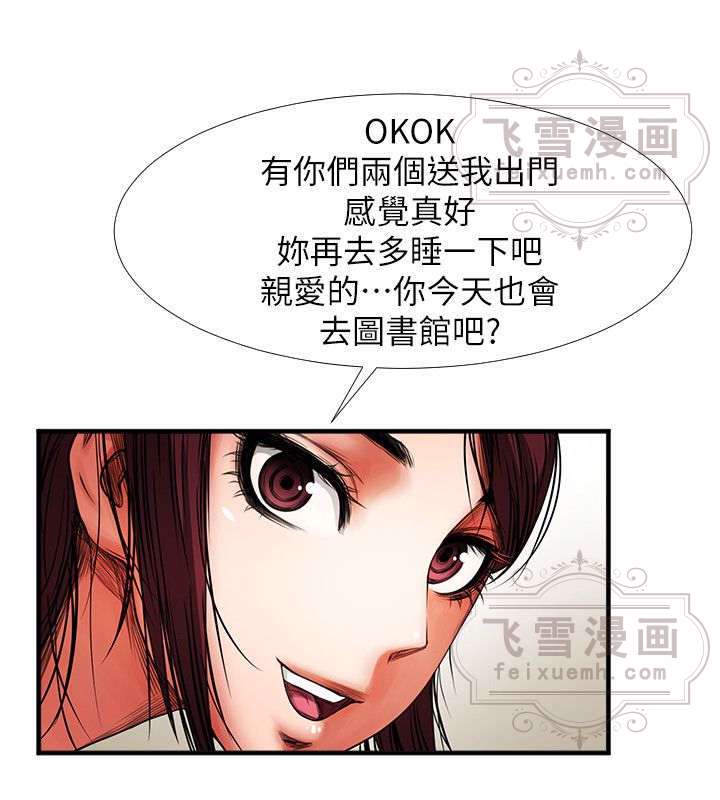 OKOK
有你們兩個送我出門
感覺真好
妳再去多睡一下吧
親愛的…你今天也會
去圖書館吧?
飞雪漫画
feixuemh.com
飞雪漫画
feixuemh.com